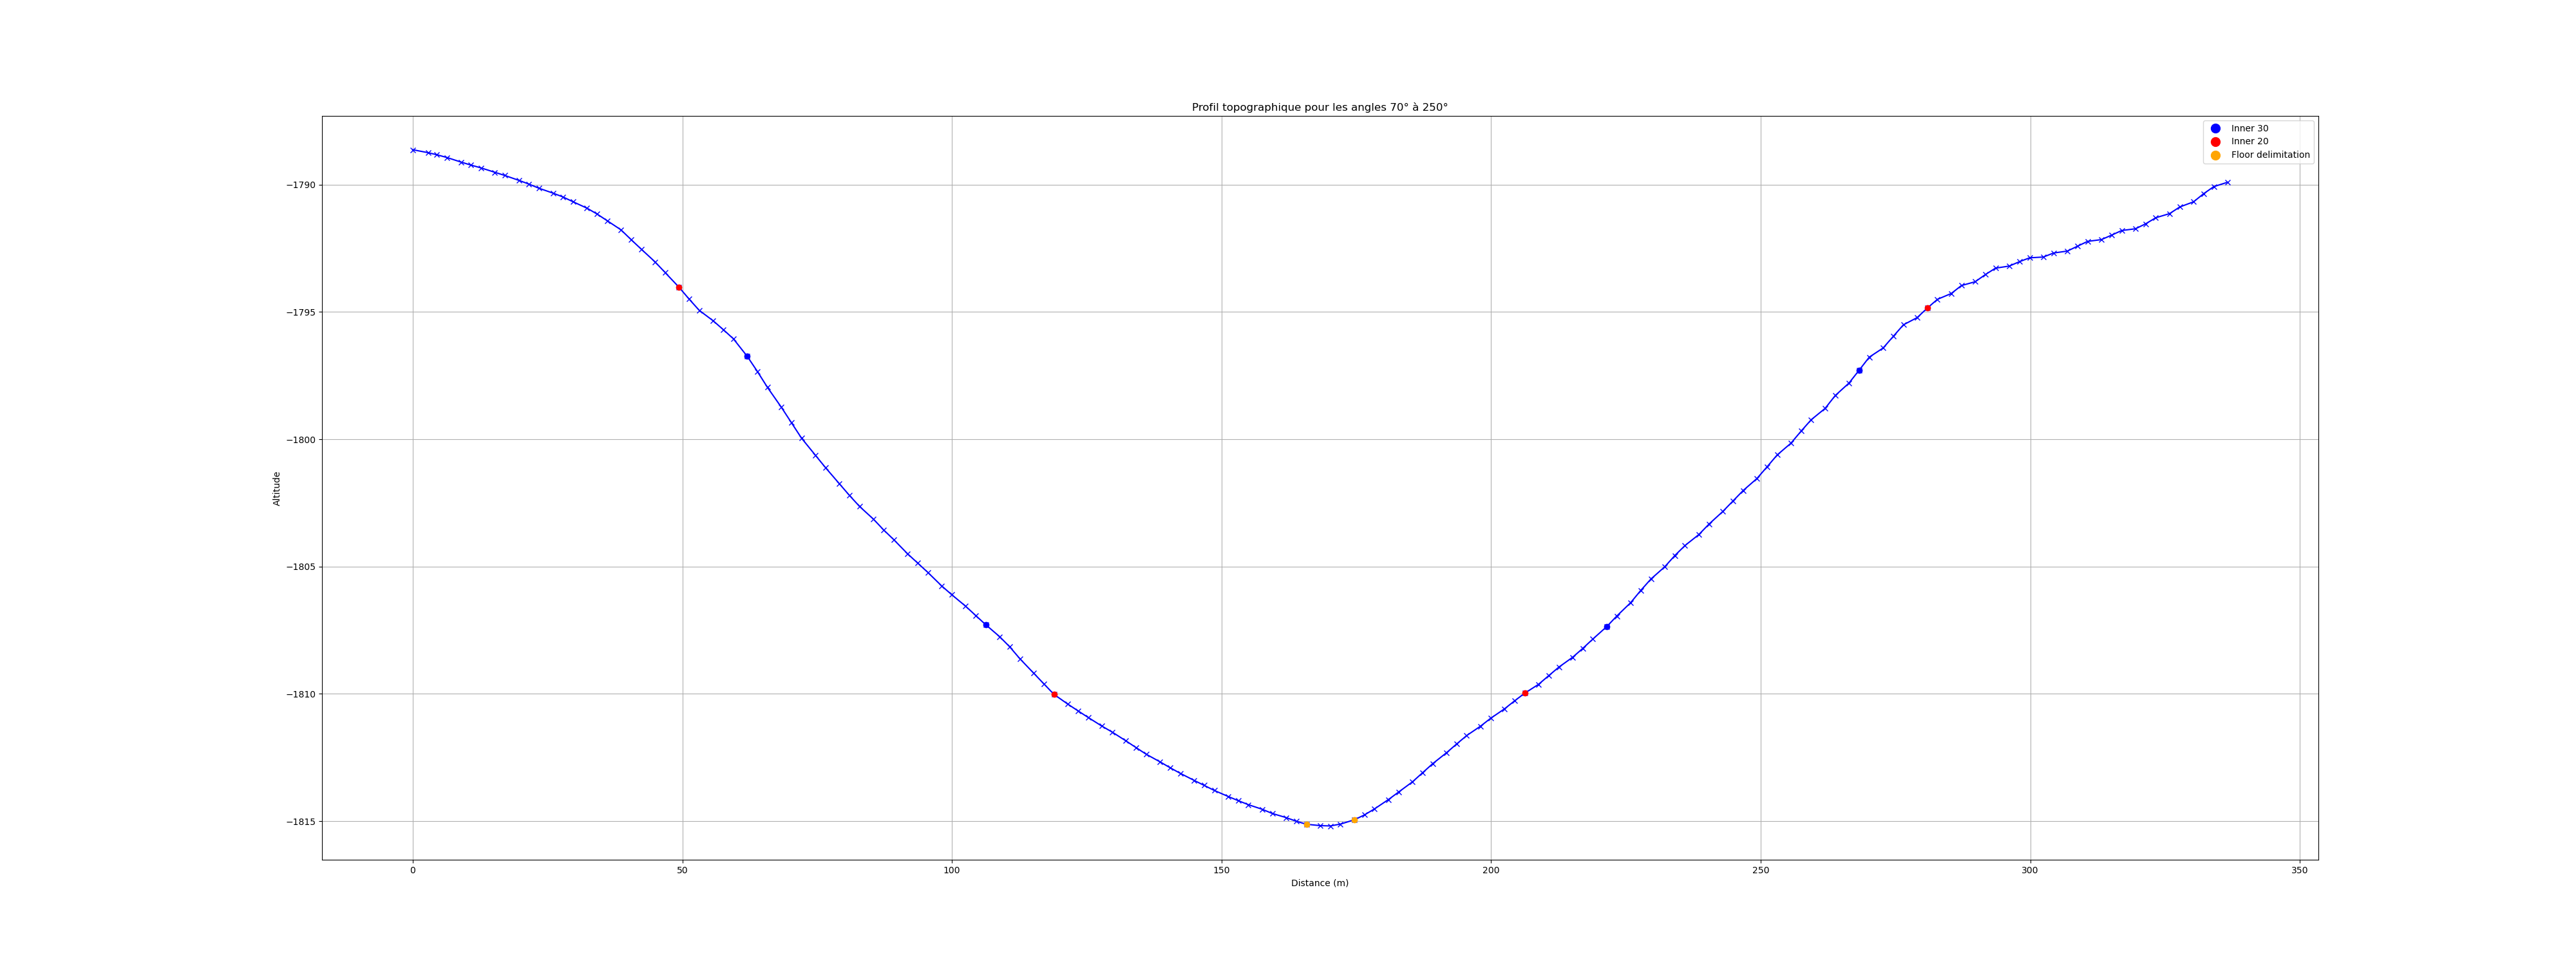 Profil topographique pour les angles 70° à 250°
Inner 30
Inner 20
Floor delimitation
−1790
−1795
−1800
−1805
−1810
−1815
Altitude
0
50
100
150
200
250
300
350
Distance (m)